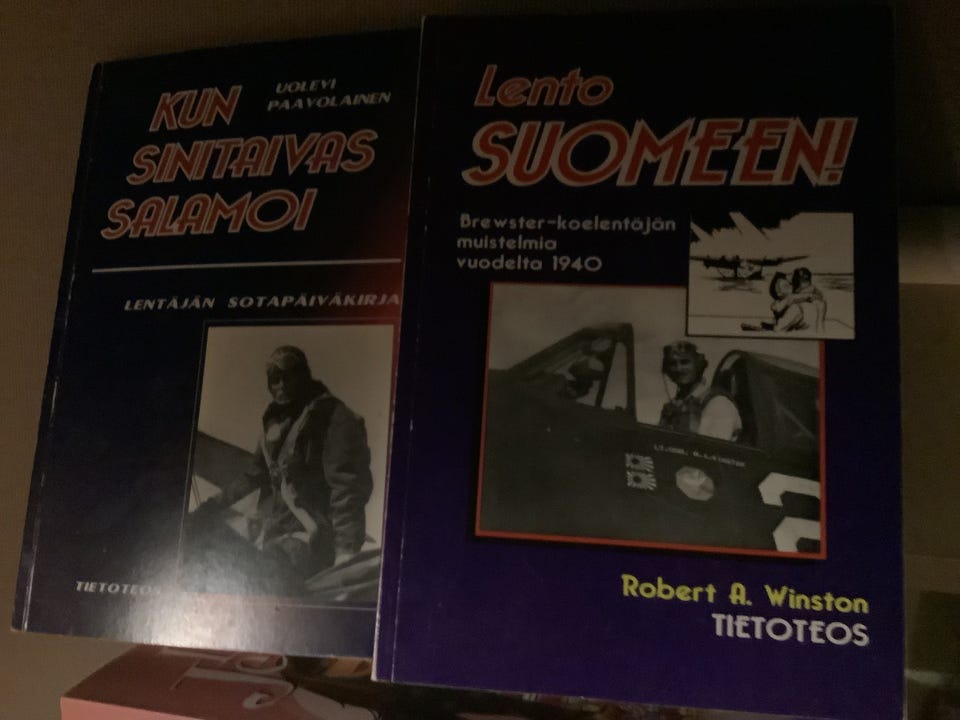 UOLEVI
PAAVOLAINEN
KUN
SINITAIVAS
SALAMOI
LENTÄJÄN SOTAPÄIVÄKIRJA
TIETOTEOS
Lento
SUOMEEN!
Brewster-koelentäjän
muistelmia
vuodelta 1940
Robert A. Winston
TIETOTEOS